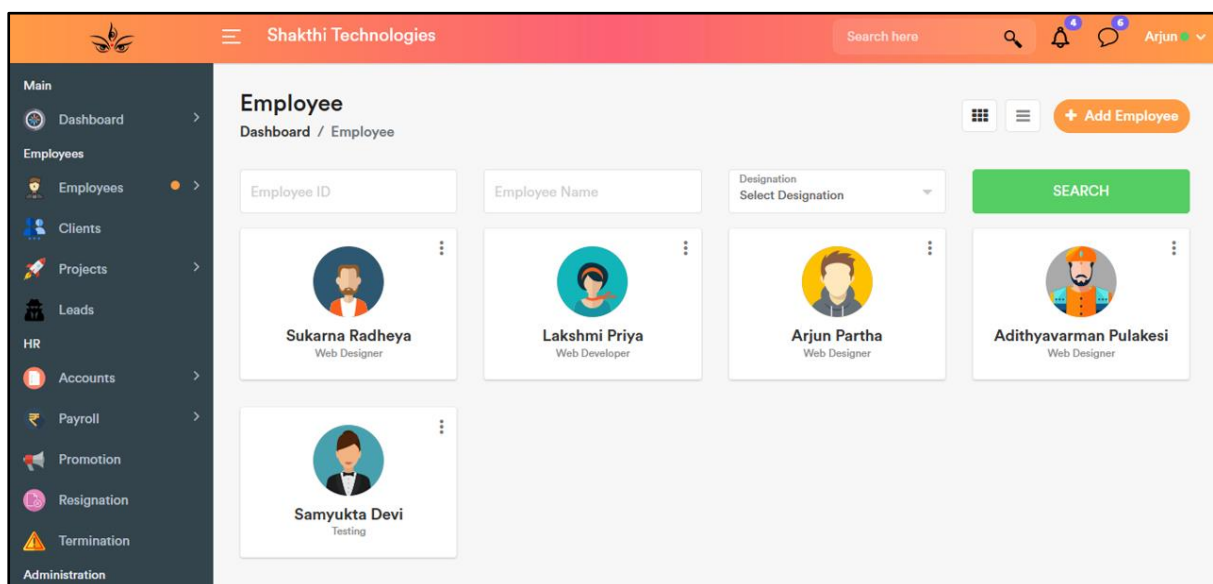 Shakthi Technologies
Search here
4
6
Arjun
Main
Dashboard
Employees
Employees
Clients
Projects
Leads
HR
Accounts
Payroll
Promotion
Resignation
Termination
Administration
Employee
Dashboard / Employee
+ Add Employee
Employee ID
Employee Name
Designation
Select Designation
SEARCH
Sukarna Radheya
Web Designer
Lakshmi Priya
Web Developer
Arjun Partha
Web Designer
Adithyavarman Pulakesi
Web Designer
Samyukta Devi
Testing